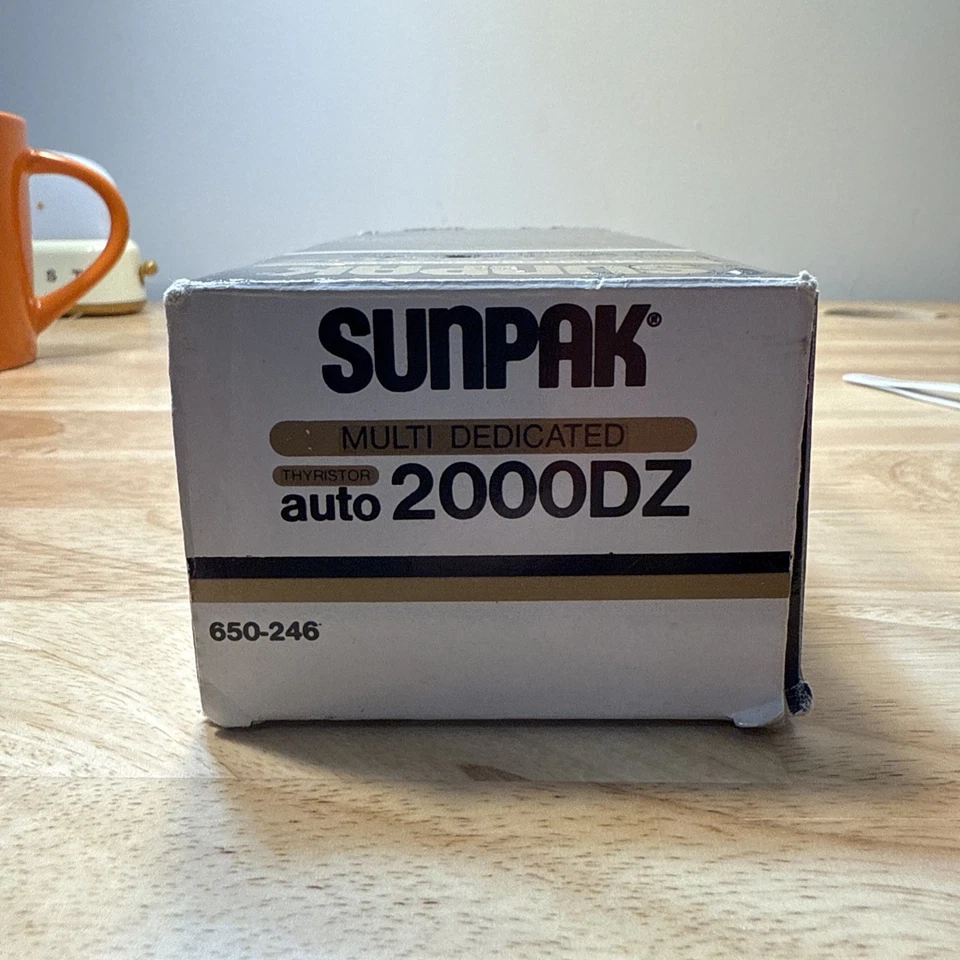 SUNPAK®
MULTI DEDICATED
THYRISTOR
auto 2000DZ
650-246
S T